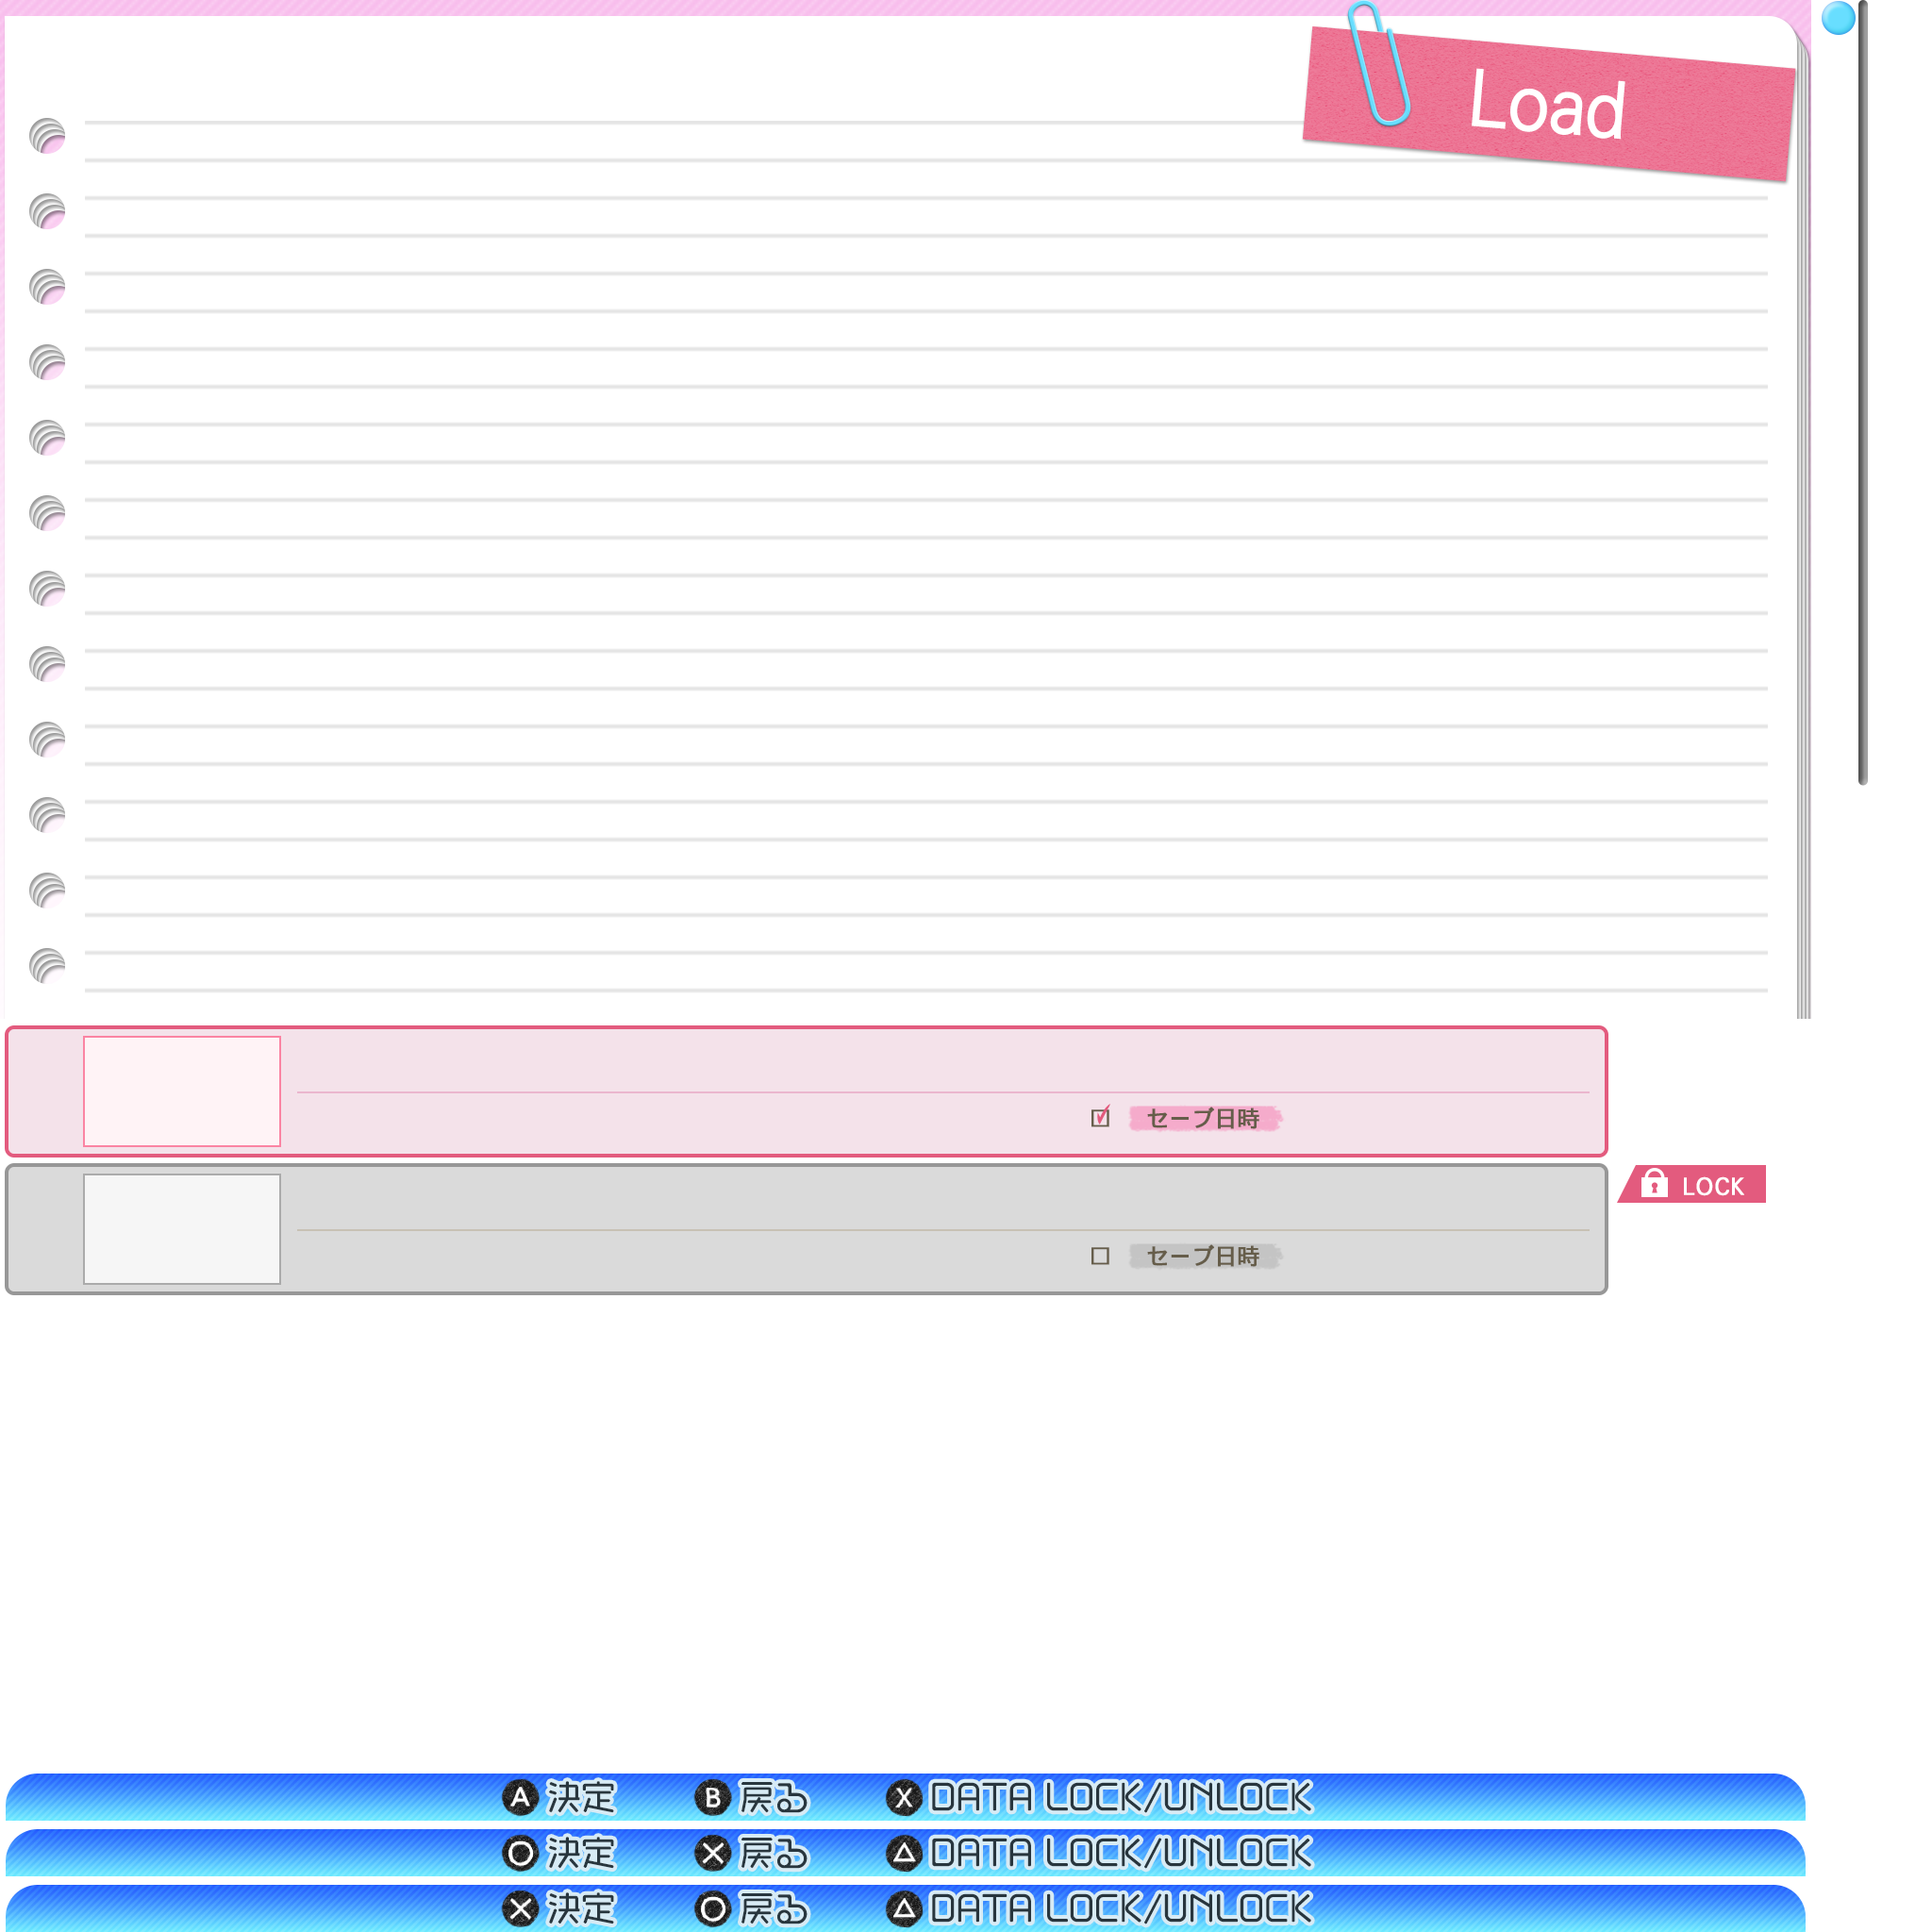 Load
セーブ日時
LOCK
セーブ日時
A 決定 B 戻る X DATA LOCK/UNLOCK
○ 決定 × 戻る △ DATA LOCK/UNLOCK
× 決定 ○ 戻る △ DATA LOCK/UNLOCK